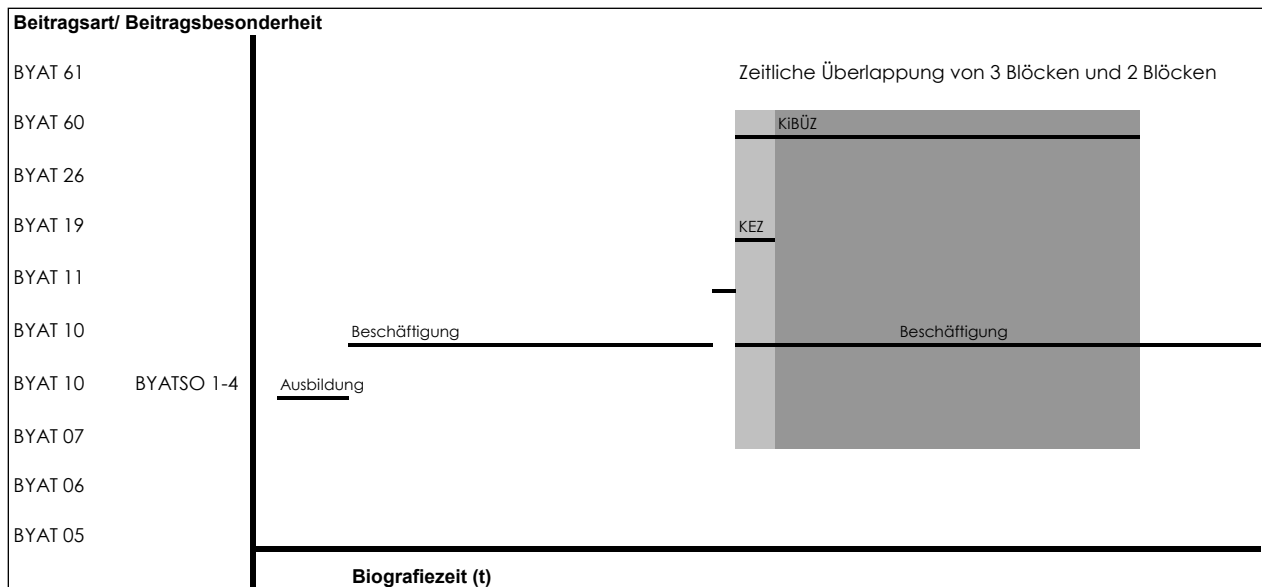 Beitragsart/ Beitragsbesonderheit
BYAT 61
Zeitliche Überlappung von 3 Blöcken und 2 Blöcken
BYAT 60
KiBÜZ
BYAT 26
BYAT 19
KEZ
BYAT 11
BYAT 10
Beschäftigung
Beschäftigung
BYAT 10 BYATSO 1-4
Ausbildung
BYAT 07
BYAT 06
BYAT 05
Biografiezeit (t)